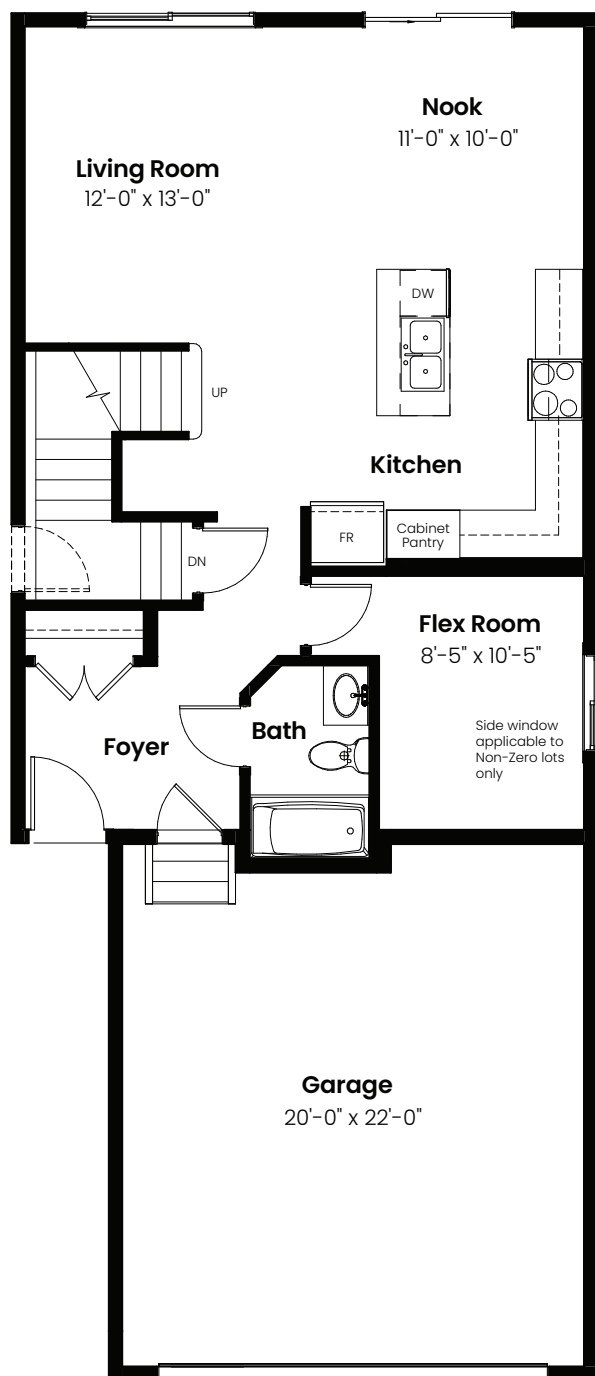 Nook
11'-0" x 10'-0"
Living Room
12'-0" x 13'-0"
DW
UP
Kitchen
FR
Cabinet
Pantry
DN
Flex Room
8'-5" x 10'-5"
Side window
applicable to
Non-Zero lots
only
Bath
Foyer
Garage
20'-0" x 22'-0"